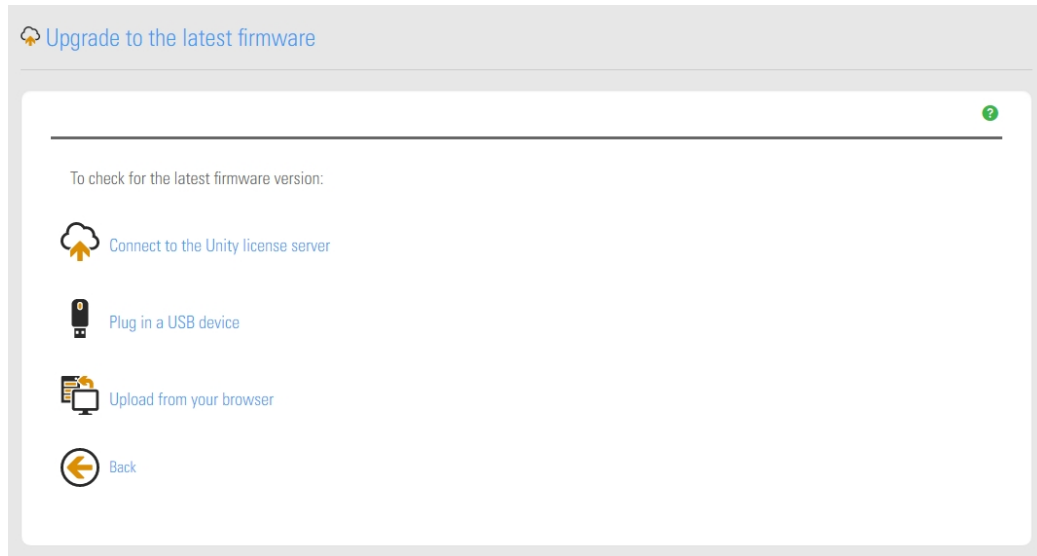 Upgrade to the latest firmware
?
To check for the latest firmware version:
Connect to the Unity license server
Plug in a USB device
Upload from your browser
Back